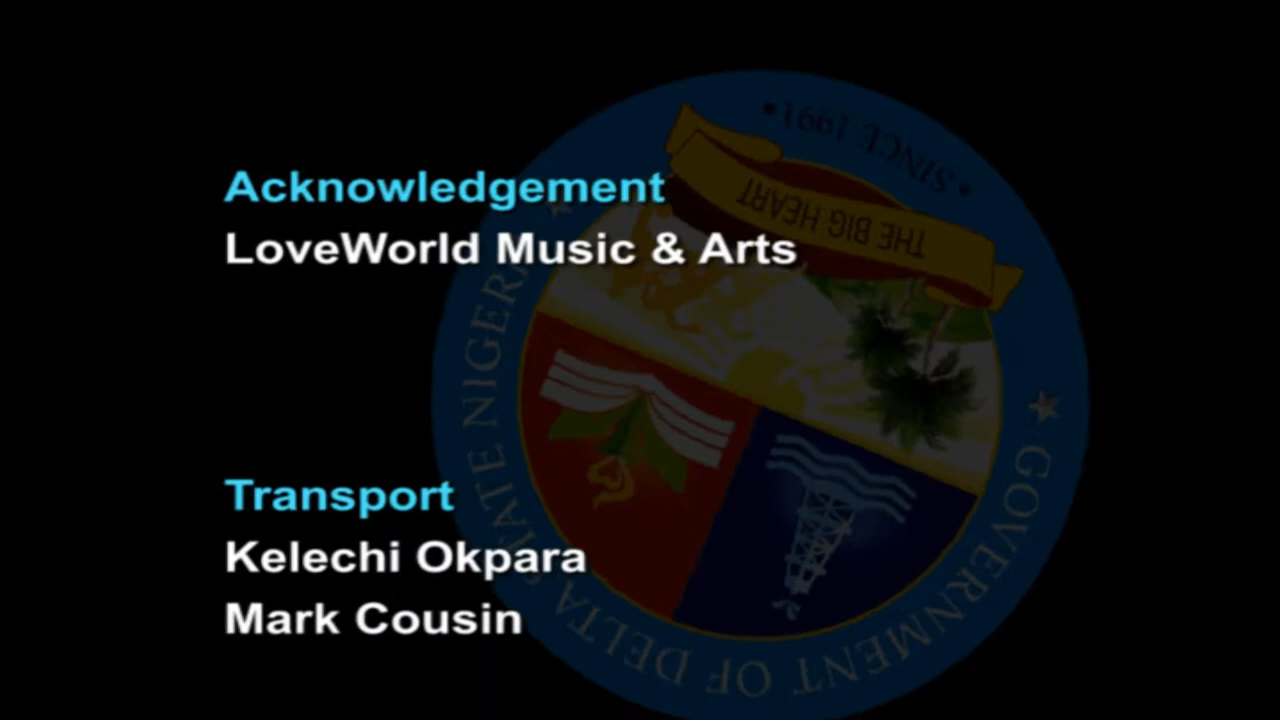 Acknowledgement
LoveWorld Music & Arts
Transport
Kelechi Okpara
Mark Cousin
• SINCE 1991 •
THE BIG HEART
GOVERNMENT OF DELTA STATE NIGERIA